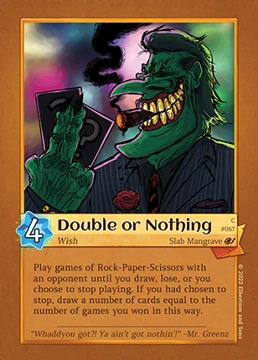 4
Double or Nothing
C
#067
Wish
Slab Mangrave
Play games of Rock-Paper-Scissors with
an opponent until you draw, lose, or you
choose to stop playing. If you had chosen
to stop, draw a number of cards equal to the
number of games you won in this way.
"Whaddyou got?! Ya ain't got nothin'!" -Mr. Greenz
© 2022 Elbertson and Sons